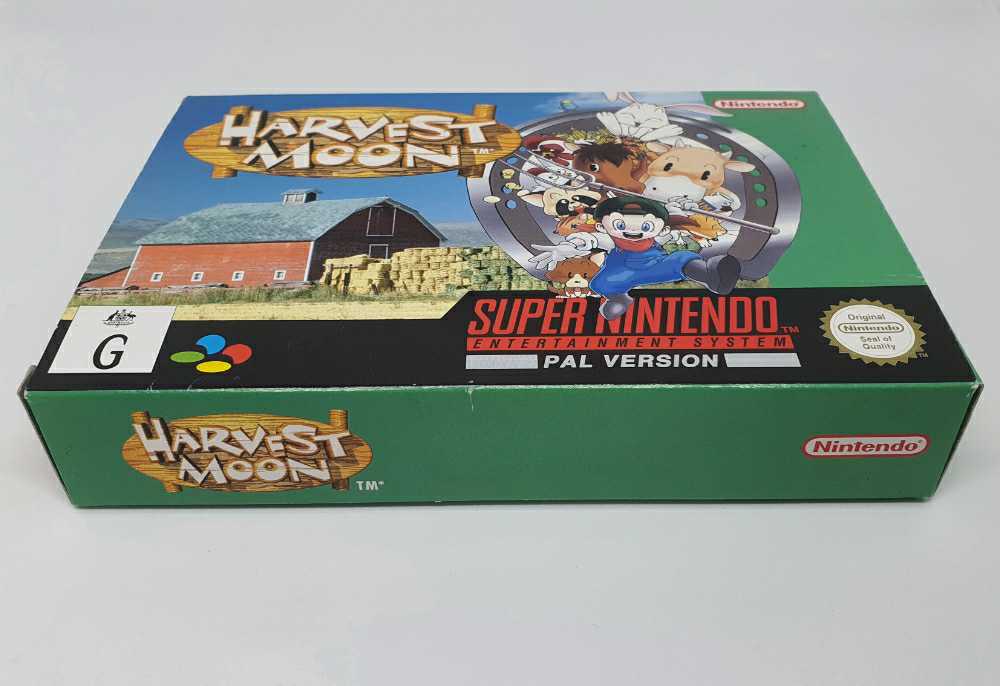 HARVEST
MOON TM*
Nintendo
G
SUPER NINTENDO TM
ENTERTAINMENT SYSTEM
PAL VERSION
Original
Nintendo
Seal of
Quality
TM
HARVEST
MOON TM*
Nintendo